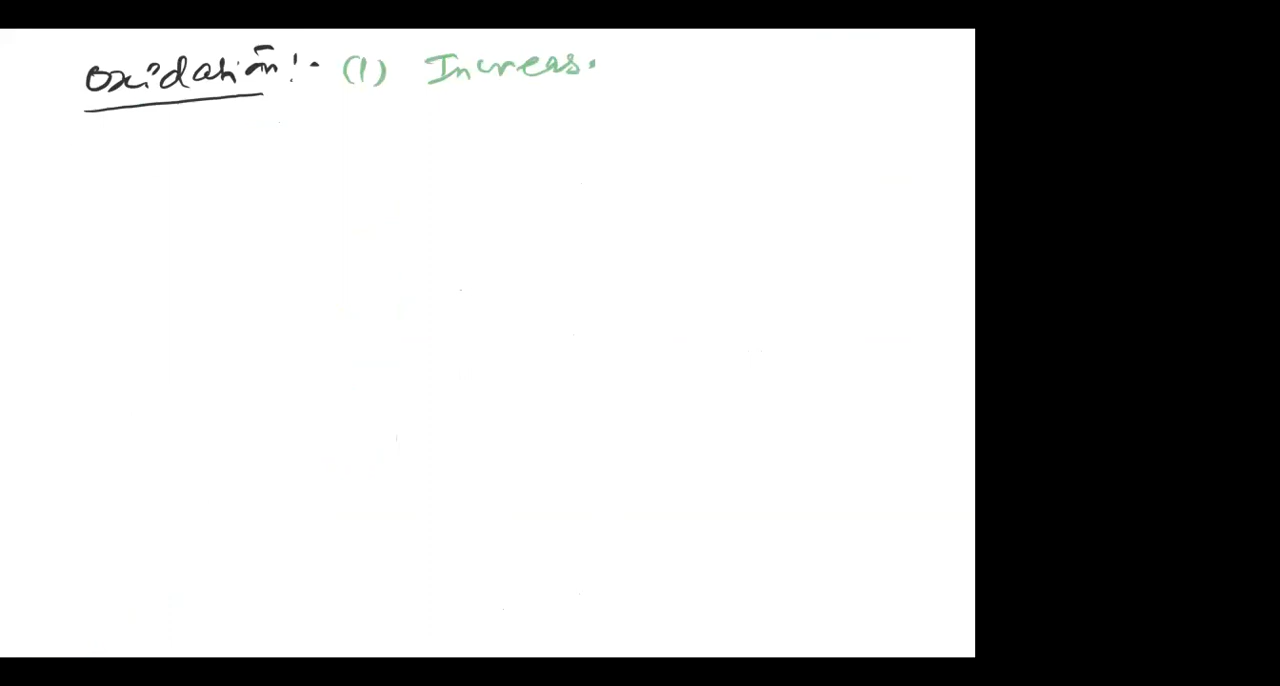 Oxidation :- (1) Increas